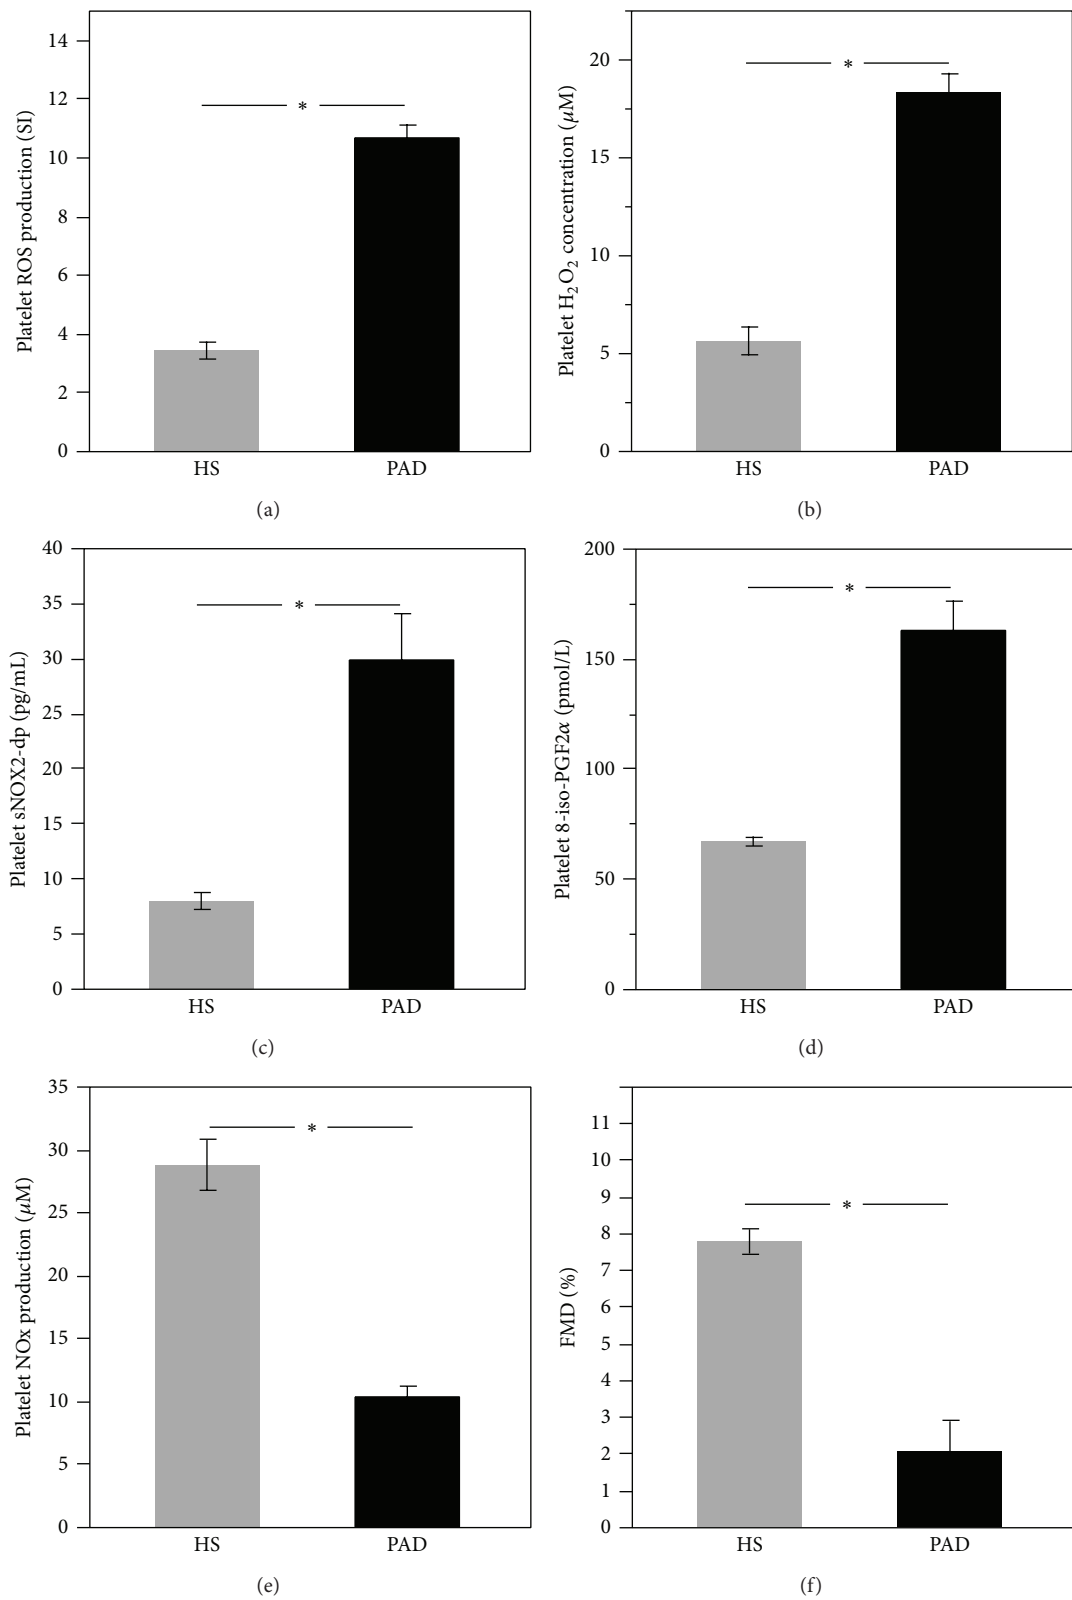 14
12
10
8
6
4
2
0
Platelet ROS production (SI)
*
HS PAD
(a)
20
15
10
5
0
Platelet H₂O₂ concentration (μM)
*
HS PAD
(b)
40
35
30
25
20
15
10
5
0
Platelet sNOX2-dp (pg/mL)
*
HS PAD
(c)
200
150
100
50
0
Platelet 8-iso-PGF2α (pmol/L)
*
HS PAD
(d)
35
30
25
20
15
10
5
0
Platelet NOx production (μM)
*
HS PAD
(e)
11
10
9
8
7
6
5
4
3
2
1
0
FMD (%)
*
HS PAD
(f)